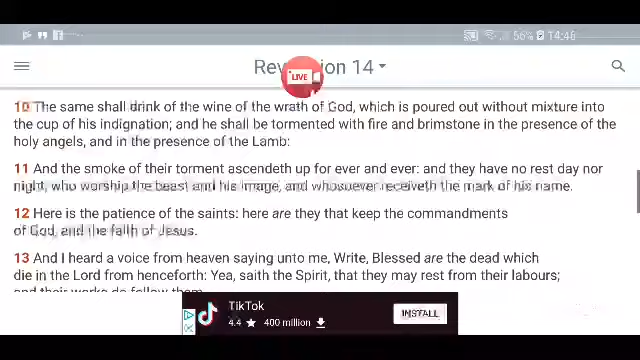 56% 14:46
Revelation 14
LIVE
10 The same shall drink of the wine of the wrath of God, which is poured out without mixture into
the cup of his indignation; and he shall be tormented with fire and brimstone in the presence of the
holy angels, and in the presence of the Lamb:
11 And the smoke of their torment ascendeth up for ever and ever: and they have no rest day nor
night, who worship the beast and his image, and whosoever receiveth the mark of his name.
12 Here is the patience of the saints: here are they that keep the commandments
of God, and the faith of Jesus.
13 And I heard a voice from heaven saying unto me, Write, Blessed are the dead which
die in the Lord from henceforth: Yea, saith the Spirit, that they may rest from their labours;
and their works do follow them.
TikTok
4.4 ★ 400 million
INSTALL